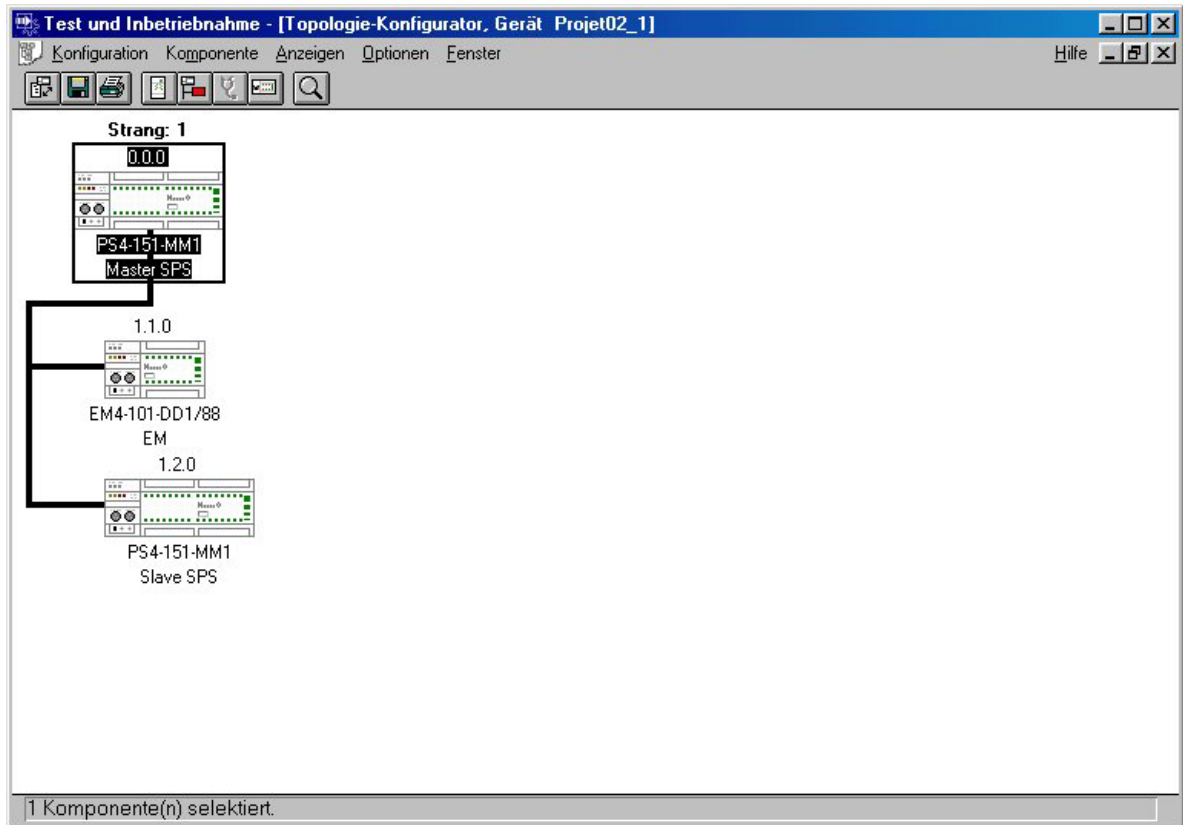 Test und Inbetriebnahme - [Topologie-Konfigurator, Gerät Projet02_1]
Konfiguration Komponente Anzeigen Optionen Fenster Hilfe
Strang: 1
0.0.0
PS4-151-MM1
Master SPS
1.1.0
EM4-101-DD1/88
EM
1.2.0
PS4-151-MM1
Slave SPS
1 Komponente(n) selektiert.